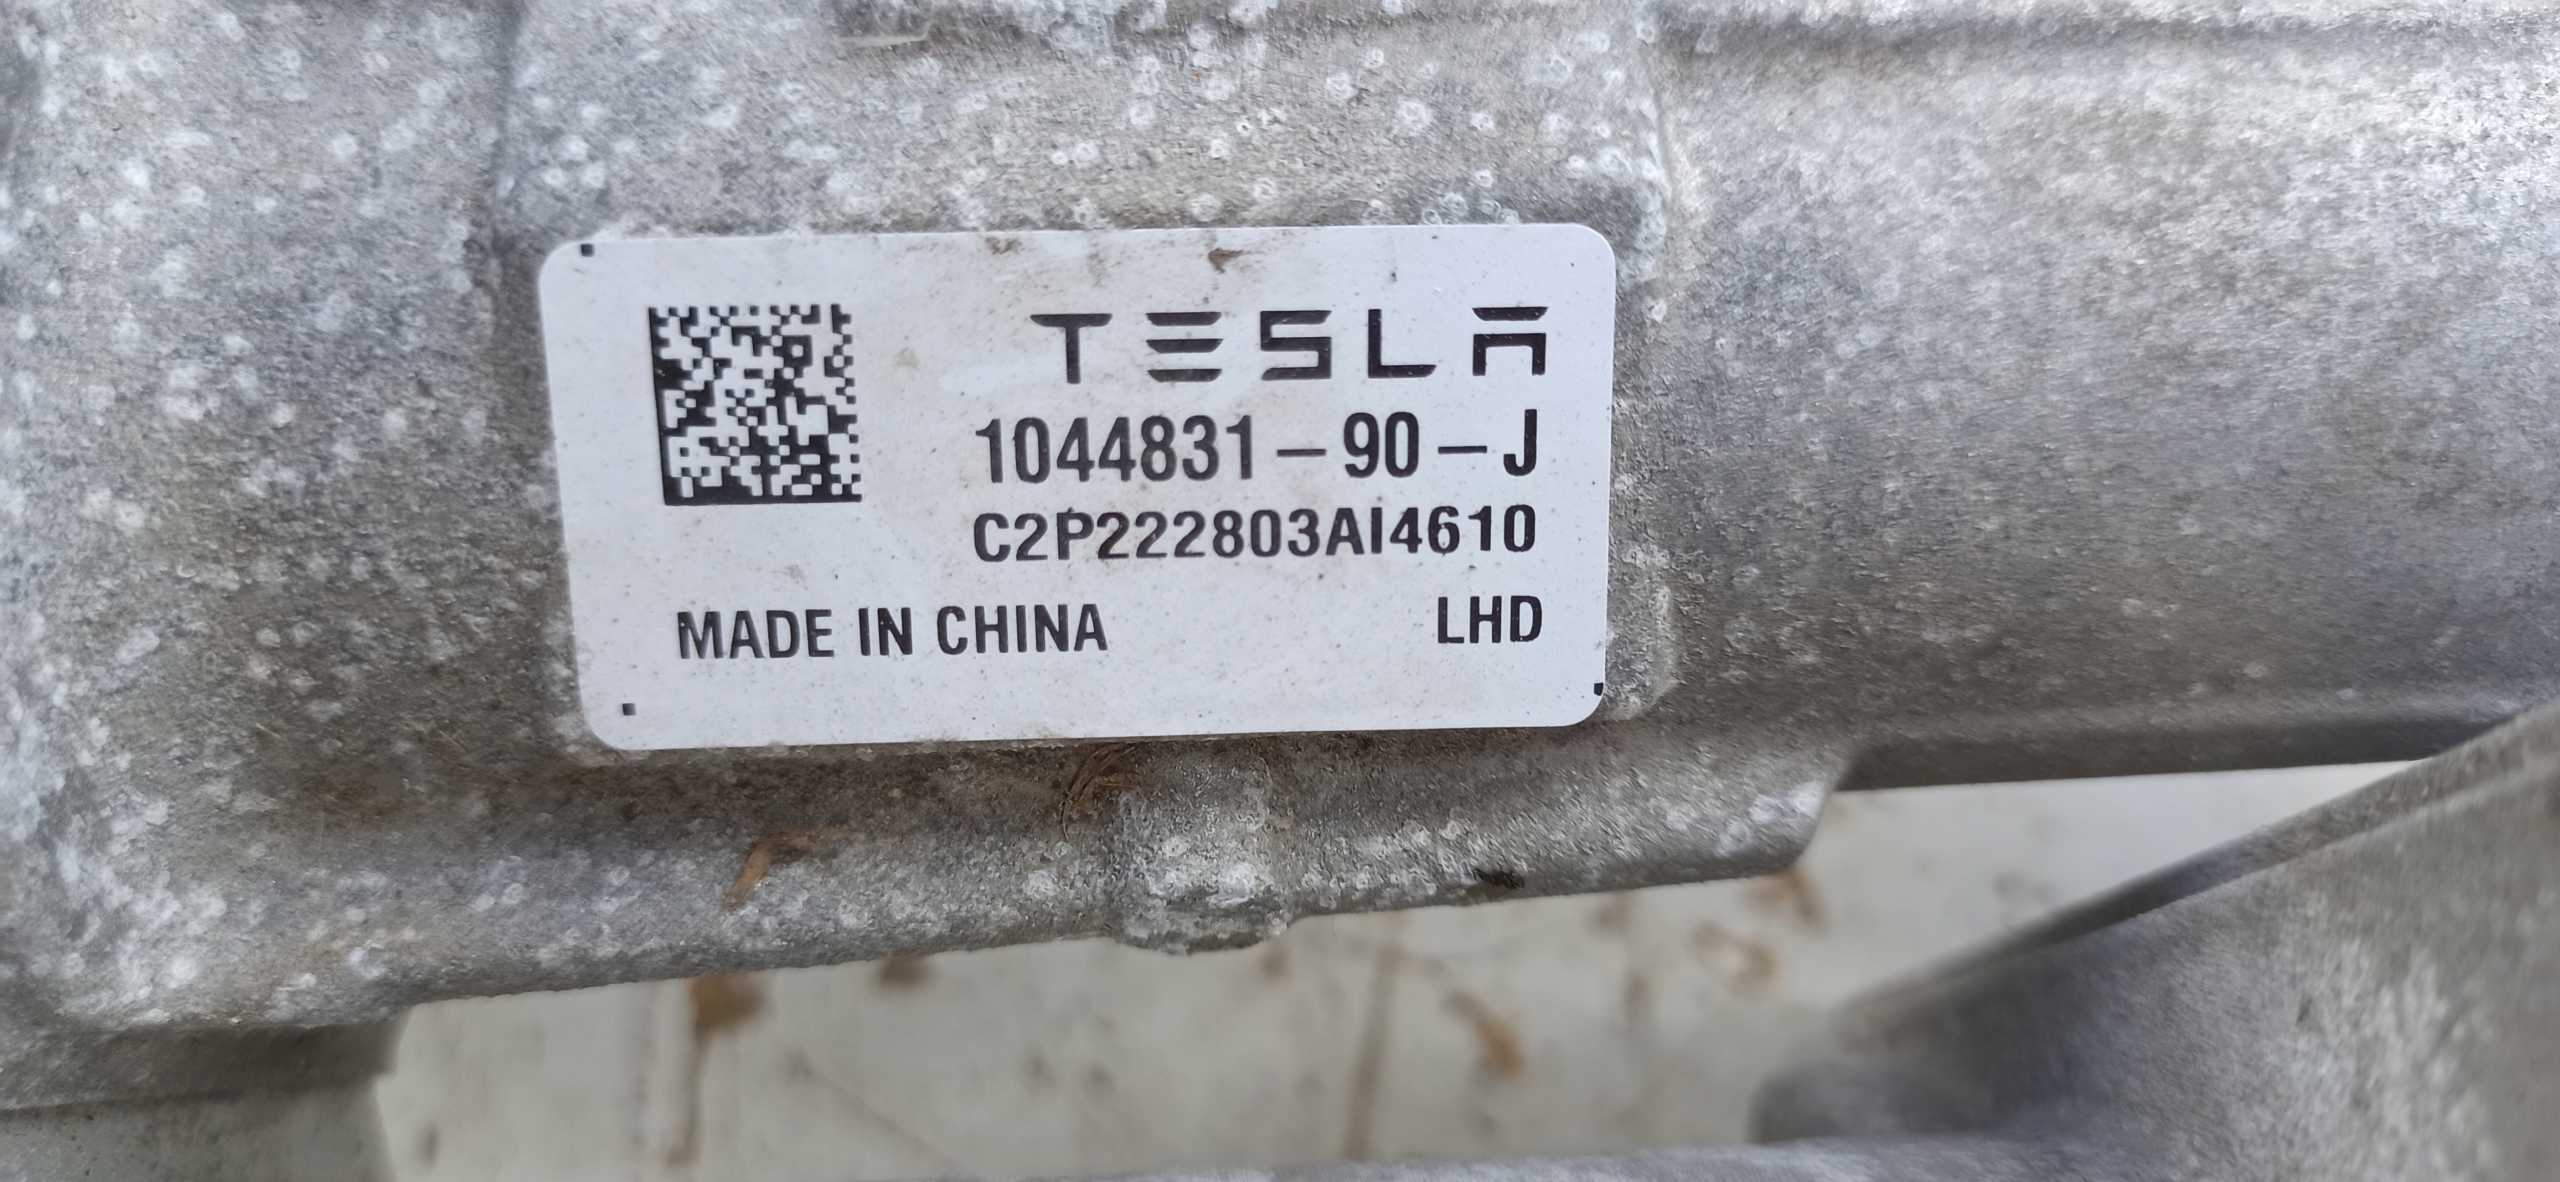 TESLA
1044831-90-J
C2P222803AI4610
MADE IN CHINA LHD